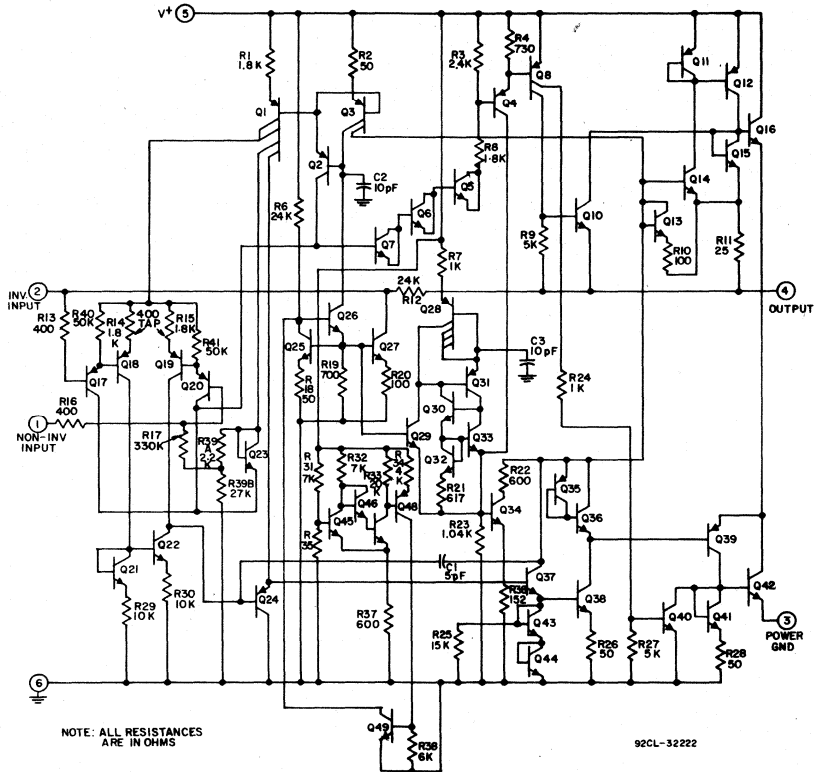 V+ 5
R1
1.8K
R2
50
R3
2.4K
R4
730
Q8
Q11
Q12
Q1
Q3
Q4
Q16
Q2
C2
10pF
R8
1.8K
Q15
Q5
Q14
R6
24K
Q6
Q10
Q13
Q7
R9
5K
R10
100
R11
25
R7
1K
2
INV.
INPUT
24K
R12
4
OUTPUT
R13
400
R40
50K
R14
1.8
K
400
TAP
R15
1.8K
R41
50K
Q26
Q28
Q25
Q27
C3
10pF
Q17
Q18
Q19
Q20
R
18
50
R19
700
R20
100
Q31
R24
1K
R16
400
Q30
1
NON-INV
INPUT
R17
330K
R39
A
2.2
K
Q23
Q29
Q33
Q32
R
31
7K
R32
7K
R33
20
K
R
34
4
K
R22
600
Q35
R39B
27K
Q46
R21
617
Q34
Q36
Q45
Q48
R23
1.04K
Q39
R
35
Q22
C1
5pF
Q21
Q24
Q37
Q42
R36
152
Q38
R29
10K
R30
10K
R37
600
R25
15K
Q43
Q40
Q41
3
POWER
GND
R26
50
R27
5K
R28
50
Q44
6
Q49
R38
6K
NOTE: ALL RESISTANCES
ARE IN OHMS
92CL-32222